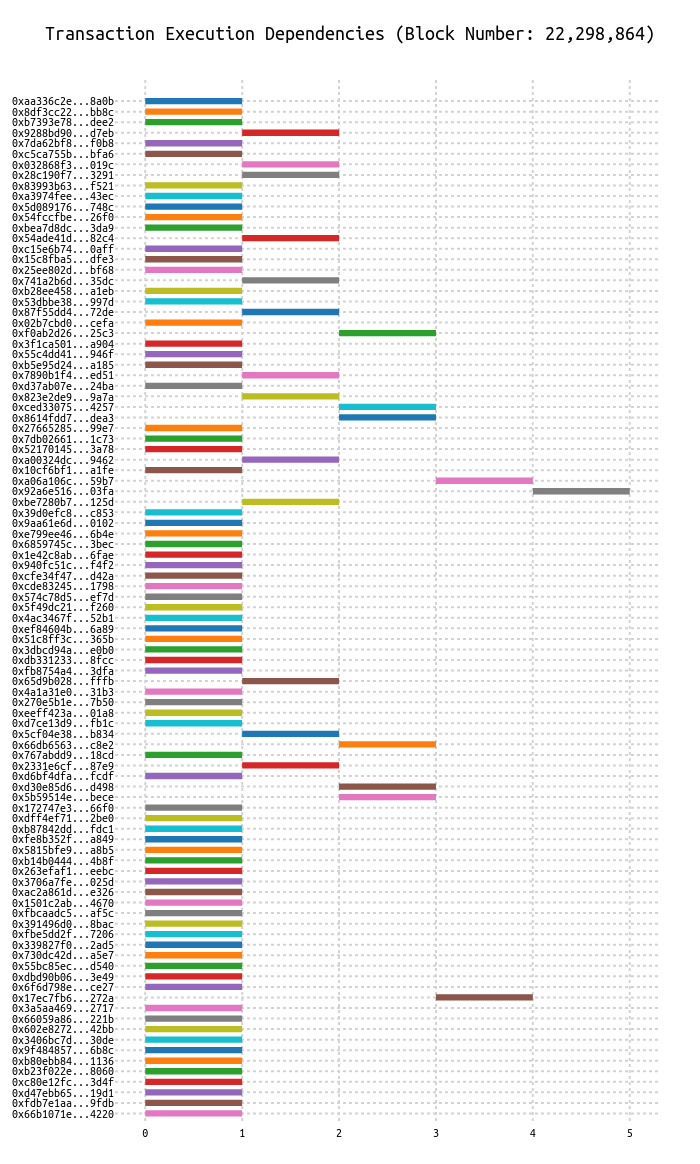 Transaction Execution Dependencies (Block Number: 22,298,864)
0xaa336c2e...8a0b
0x8df3cc22...bb8c
0xb7393e78...dee2
0x9288bd90...d7eb
0x7da62bf8...f0b8
0xc5ca755b...bfa6
0x032868f3...019c
0x28c190f7...3291
0x83993b63...f521
0xa3974fee...43ec
0x5d089176...748c
0x54fccfbe...26f0
0xbea7d8dc...3da9
0x54ade41d...82c4
0xc15e6b74...0aff
0x15c8fba5...dfe3
0x25ee802d...bf68
0x741a2b6d...35dc
0xb28ee458...a1eb
0x53dbbe38...997d
0x87f55dd4...72de
0x02b7cbd0...cefa
0xf0ab2d26...25c3
0x3f1ca501...a904
0x55c4dd41...946f
0xb5e95d24...a185
0x7890b1f4...ed51
0xd37ab07e...24ba
0x823e2de9...9a7a
0xced33075...4257
0x8614fdd7...dea3
0x27665285...99e7
0x7db02661...1c73
0x52170145...3a78
0xa00324dc...9462
0x10cf6bf1...a1fe
0xa06a106c...59b7
0x92a6e516...03fa
0xbe7280b7...125d
0x39d0efc8...c853
0x9aa61e6d...0102
0xe799ee46...6b4e
0x6859745c...3bec
0x1e42c8ab...6fae
0x940fc51c...f4f2
0xcfe34f47...d42a
0xcde83245...1798
0x574c78d5...ef7d
0x5f49dc21...f260
0x4ac3467f...52b1
0xef84604b...6a89
0x51c8ff3c...365b
0x3dbcd94a...e0b0
0xdb331233...8fcc
0xfb8754a4...3dfa
0x65d9b028...fffb
0x4a1a31e0...31b3
0x270e5b1e...7b50
0xeeff423a...01a8
0xd7ce13d9...fb1c
0x5cf04e38...b834
0x66db6563...c8e2
0x767abdd9...18cd
0x2331e6cf...87e9
0xd6bf4dfa...fcdf
0xd30e85d6...d498
0x5b59514e...bece
0x172747e3...66f0
0xdff4ef71...2be0
0xb87842dd...fdc1
0xfe8b352f...a849
0x5815bfe9...a8b5
0xb14b0444...4b8f
0x263efaf1...eebc
0x3706a7fe...025d
0xac2a861d...e326
0x1501c2ab...4670
0xfbcaadc5...af5c
0x391496d0...8bac
0xfbe5dd2f...7206
0x339827f0...2ad5
0x730dc42d...a5e7
0x55bc85ec...d540
0xdbd90b06...3e49
0x6f6d798e...ce27
0x17ec7fb6...272a
0x3a5aa469...2717
0x66059a86...221b
0x602e8272...42bb
0x3406bc7d...30de
0x9f484857...6b8c
0xb80ebb84...1136
0xb23f022e...8060
0xc80e12fc...3d4f
0xd47ebb65...19d1
0xfdb7e1aa...9fdb
0x66b1071e...4220
0 1 2 3 4 5